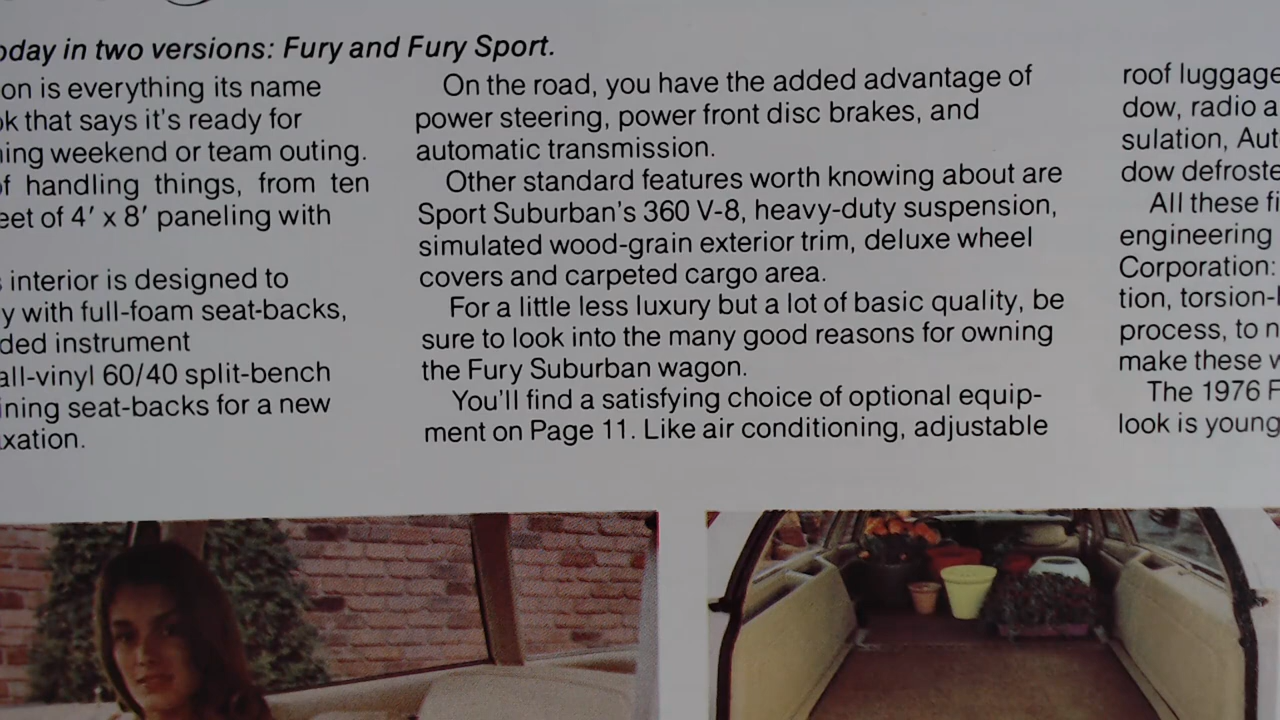 oday in two versions: Fury and Fury Sport.
on is everything its name
ok that says it's ready for
ning weekend or team outing.
of handling things, from ten
eet of 4' x 8' paneling with
s interior is designed to
y with full-foam seat-backs,
ded instrument
all-vinyl 60/40 split-bench
ining seat-backs for a new
xation.
On the road, you have the added advantage of
power steering, power front disc brakes, and
automatic transmission.
Other standard features worth knowing about are
Sport Suburban's 360 V-8, heavy-duty suspension,
simulated wood-grain exterior trim, deluxe wheel
covers and carpeted cargo area.
For a little less luxury but a lot of basic quality, be
sure to look into the many good reasons for owning
the Fury Suburban wagon.
You'll find a satisfying choice of optional equip-
ment on Page 11. Like air conditioning, adjustable
roof luggage
dow, radio a
sulation, Aut
dow defroste
All these fi
engineering
Corporation:
tion, torsion-
process, to n
make these w
The 1976 F
look is young